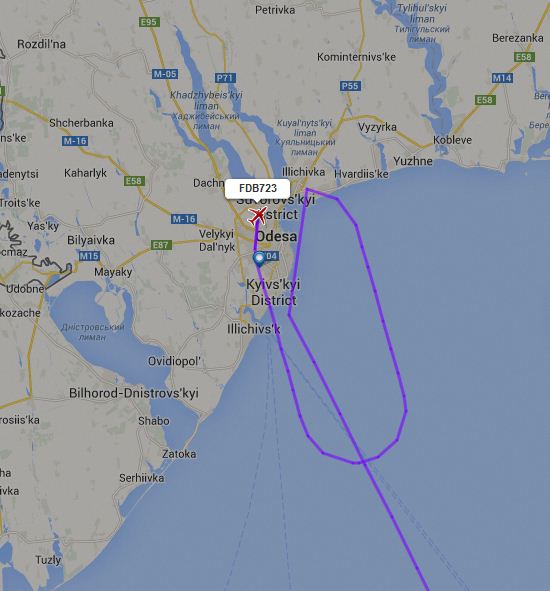 Petrivka
Tylihul's'kyi
liman
Тилігульський
лиман
E95
Rozdil'na
Berezanka
Kominternivs'ke
M-05
P71
M14
E58
Khadzhybeis'kyi
liman
Хаджибейський
лиман
P55
E58
Shcherbanka
Kuyal'nyts'kyi
liman
Куяльницький
лиман
Vyzyrka
Kobleve
M-16
Yuzhne
Kaharlyk
Illichivka
Hvardiis'ke
E58
Dachn
FDB723
Suvorovs'kyi
District
M-16
Yas'ky
Velykyi
Dal'nyk
Odesa
Bilyaivka
E87
M15
Mayaky
04
Udobne
Kyivs'kyi
District
Дністровський
лиман
Illichivs'k
Ovidiopol'
Bilhorod-Dnistrovs'kyi
Shabo
Zatoka
Serhiivka
Tuzly